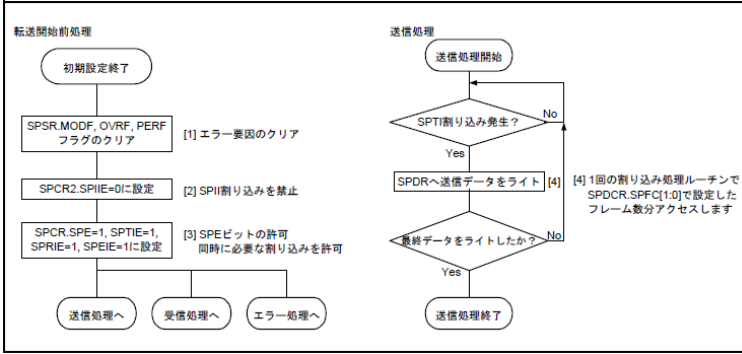 転送開始前処理
初期設定終了
SPSR.MODF, OVRF, PERF
フラグのクリア
[1] エラー要因のクリア
SPCR2.SPIIE=0に設定
[2] SPII割り込みを禁止
SPCR.SPE=1, SPTIE=1,
SPRIE=1, SPEIE=1に設定
[3] SPEビットの許可
同時に必要な割り込みを許可
送信処理へ
受信処理へ
エラー処理へ
送信処理
送信処理開始
SPTI割り込み発生？
No
Yes
SPDRへ送信データをライト
[4]
[4] 1回の割り込み処理ルーチンで
SPDCR.SPFC[1:0]で設定した
フレーム数分アクセスします
最終データをライトしたか？
No
Yes
送信処理終了